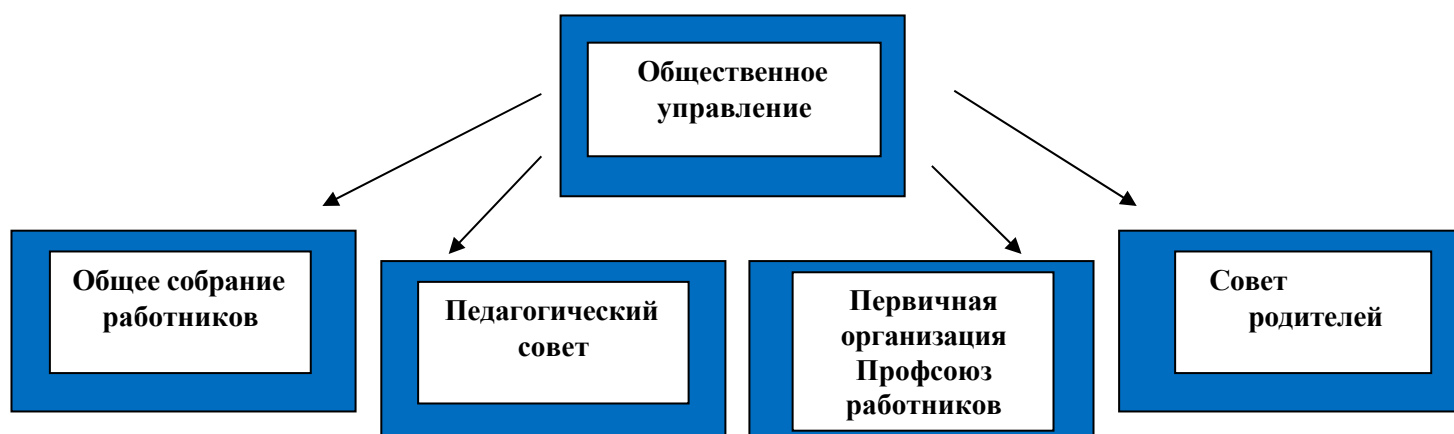 Общественное
управление
Общее собрание
работников
Педагогический
совет
Первичная
организация
Профсоюз
работников
Совет
родителей